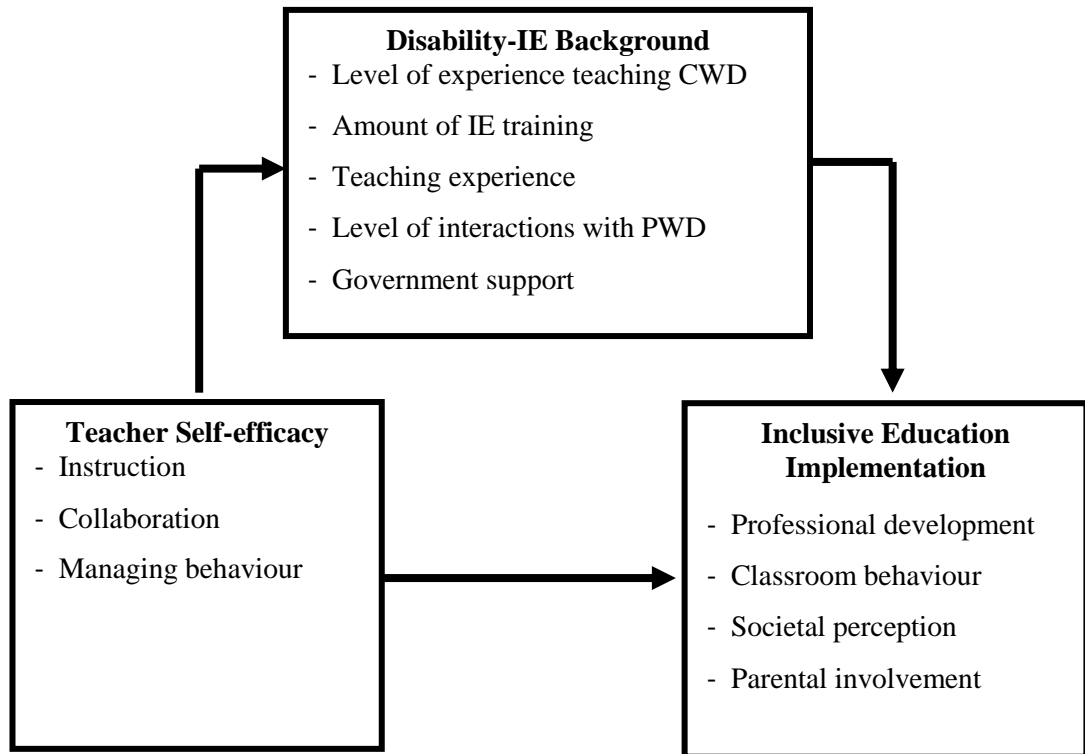 Disability-IE Background
- Level of experience teaching CWD
- Amount of IE training
- Teaching experience
- Level of interactions with PWD
- Government support
Teacher Self-efficacy
- Instruction
- Collaboration
- Managing behaviour
Inclusive Education
Implementation
- Professional development
- Classroom behaviour
- Societal perception
- Parental involvement